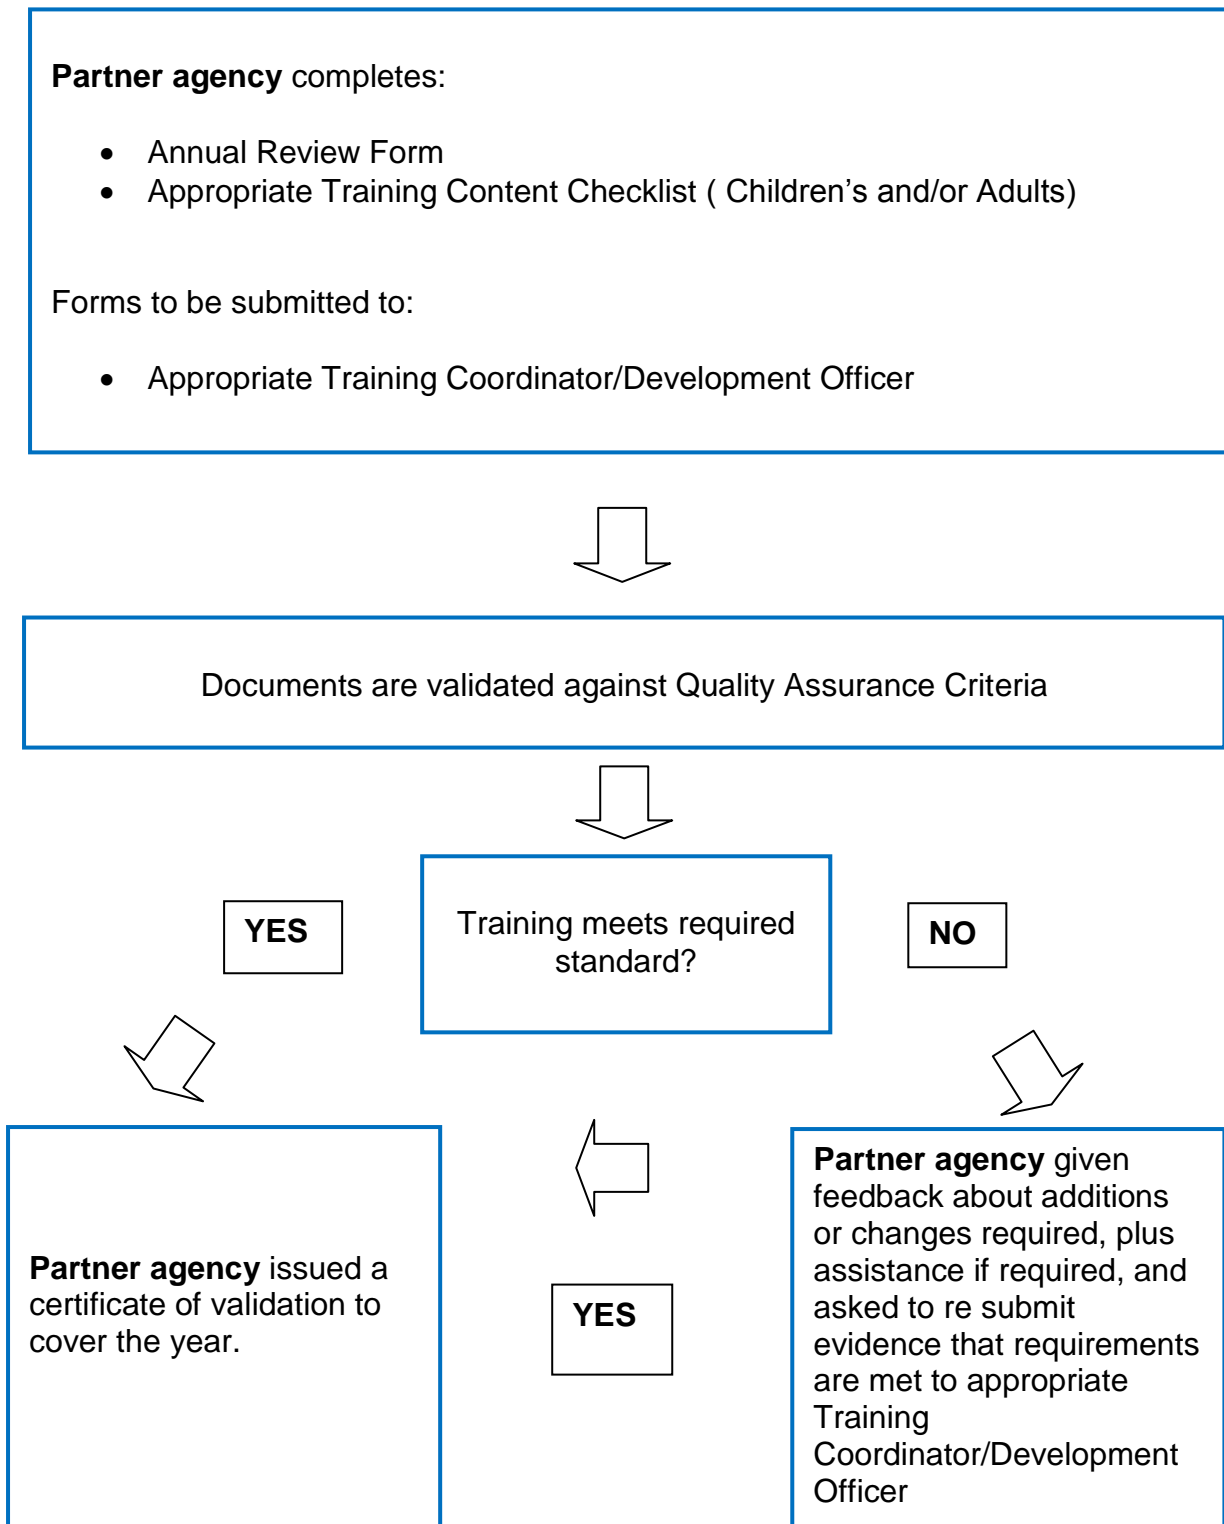 Partner agency completes:
• Annual Review Form
• Appropriate Training Content Checklist ( Children's and/or Adults)
Forms to be submitted to:
• Appropriate Training Coordinator/Development Officer
Documents are validated against Quality Assurance Criteria
YES
Training meets required
standard?
NO
Partner agency issued a
certificate of validation to
cover the year.
YES
Partner agency given
feedback about additions
or changes required, plus
assistance if required, and
asked to re submit
evidence that requirements
are met to appropriate
Training
Coordinator/Development
Officer